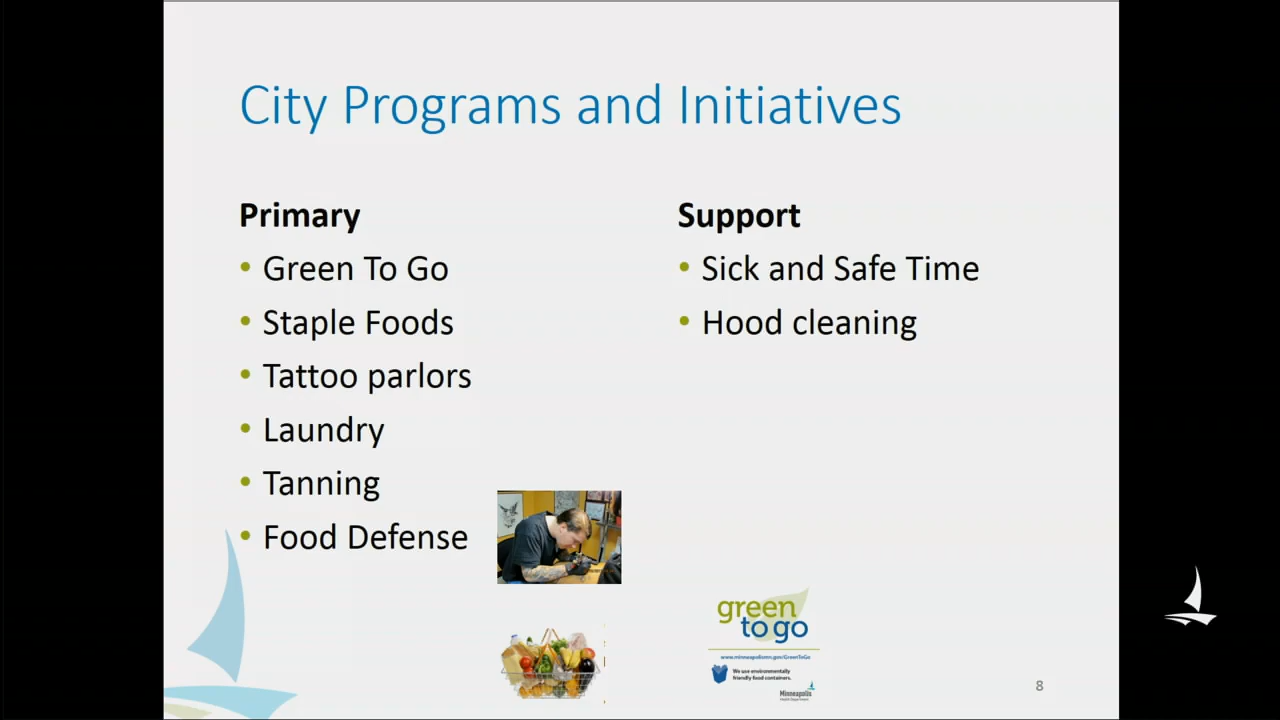 City Programs and Initiatives
Primary
• Green To Go
• Staple Foods
• Tattoo parlors
• Laundry
• Tanning
• Food Defense
Support
• Sick and Safe Time
• Hood cleaning
green
to go
www.minneapolismn.gov/GreenToGo
We use environmentally
friendly food containers.
Minneapolis
Health Department
8